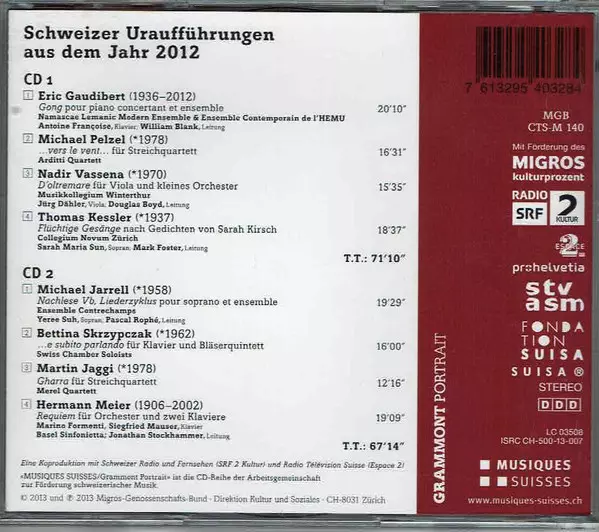 Schweizer Uraufführungen
aus dem Jahr 2012
CD 1
1 Eric Gaudibert (1936–2012)
Gong pour piano concertant et ensemble 20'10"
Namascae Lemanic Modern Ensemble & Ensemble Contemporain de l'HEMU
Antoine Françoise, Klavier; William Blank, Leitung
2 Michael Pelzel (*1978)
...vers le vent... für Streichquartett 16'31"
Arditti Quartett
3 Nadir Vassena (*1970)
D'oltremare für Viola und kleines Orchester 15'35"
Musikkollegium Winterthur
Jürg Dähler, Viola; Douglas Boyd, Leitung
4 Thomas Kessler (*1937)
Flüchtige Gesänge nach Gedichten von Sarah Kirsch 18'37"
Collegium Novum Zürich
Sarah Maria Sun, Sopran; Mark Foster, Leitung
T.T.: 71'10"
CD 2
1 Michael Jarrell (*1958)
Nachlese Vb, Liederzyklus pour soprano et ensemble 19'29"
Ensemble Contrechamps
Yeree Suh, Sopran; Pascal Rophé, Leitung
2 Bettina Skrzypczak (*1962)
...e subito parlando für Klavier und Bläserquintett 16'00"
Swiss Chamber Soloists
3 Martin Jaggi (*1978)
Gharra für Streichquartett 12'16"
Merel Quartet
4 Hermann Meier (1906–2002)
Requiem für Orchester und zwei Klaviere 19'09"
Marino Formenti, Siegfried Mauser, Klavier
Basel Sinfonietta; Jonathan Stockhammer, Leitung
T.T.: 67'14"
Eine Koproduktion mit Schweizer Radio und Fernsehen (SRF 2 Kultur) und Radio Télévision Suisse (Espace 2)
«MUSIQUES SUISSES/Grammont Portrait» ist die CD-Reihe der Arbeitsgemeinschaft
zur Förderung schweizerischer Musik.
© 2013 und ℗ 2013 Migros-Genossenschafts-Bund - Direktion Kultur und Soziales - CH-8031 Zürich
GRAMMONT PORTRAIT
7 613295 403284
MGB
CTS-M 140
Mit Förderung des
MIGROS
kulturprozent
RADIO
SRF 2
KULTUR
ESPACE
2
prohelvetia
stv
asm
FONDA
TION
SUISA
SUISA ®
STEREO
DDD
LC 03508
ISRC CH-500-13-007
MUSIQUES
SUISSES
www.musiques-suisses.ch